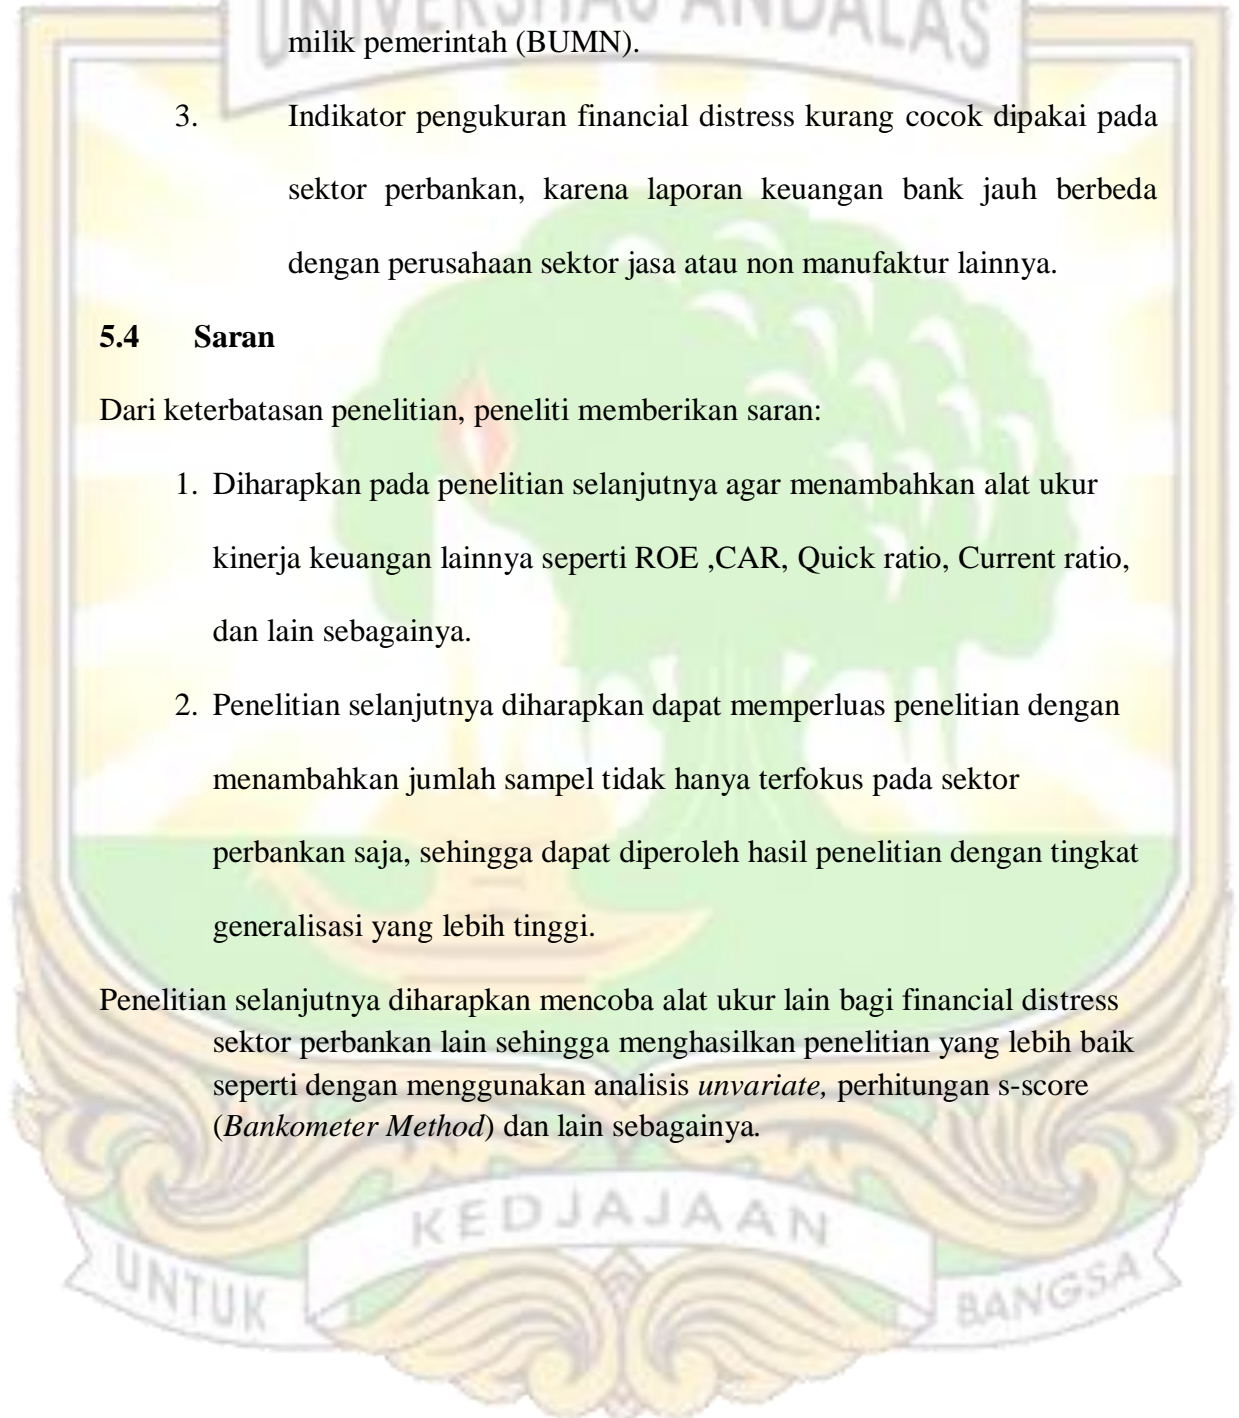 UNIVERSITAS ANDALAS
milik pemerintah (BUMN).
3. Indikator pengukuran financial distress kurang cocok dipakai pada
sektor perbankan, karena laporan keuangan bank jauh berbeda
dengan perusahaan sektor jasa atau non manufaktur lainnya.
5.4 Saran
Dari keterbatasan penelitian, peneliti memberikan saran:
1. Diharapkan pada penelitian selanjutnya agar menambahkan alat ukur
kinerja keuangan lainnya seperti ROE ,CAR, Quick ratio, Current ratio,
dan lain sebagainya.
2. Penelitian selanjutnya diharapkan dapat memperluas penelitian dengan
menambahkan jumlah sampel tidak hanya terfokus pada sektor
perbankan saja, sehingga dapat diperoleh hasil penelitian dengan tingkat
generalisasi yang lebih tinggi.
Penelitian selanjutnya diharapkan mencoba alat ukur lain bagi financial distress
sektor perbankan lain sehingga menghasilkan penelitian yang lebih baik
seperti dengan menggunakan analisis unvariate, perhitungan s-score
(Bankometer Method) dan lain sebagainya.
UNTUK KEDJAJAAN BANGSA